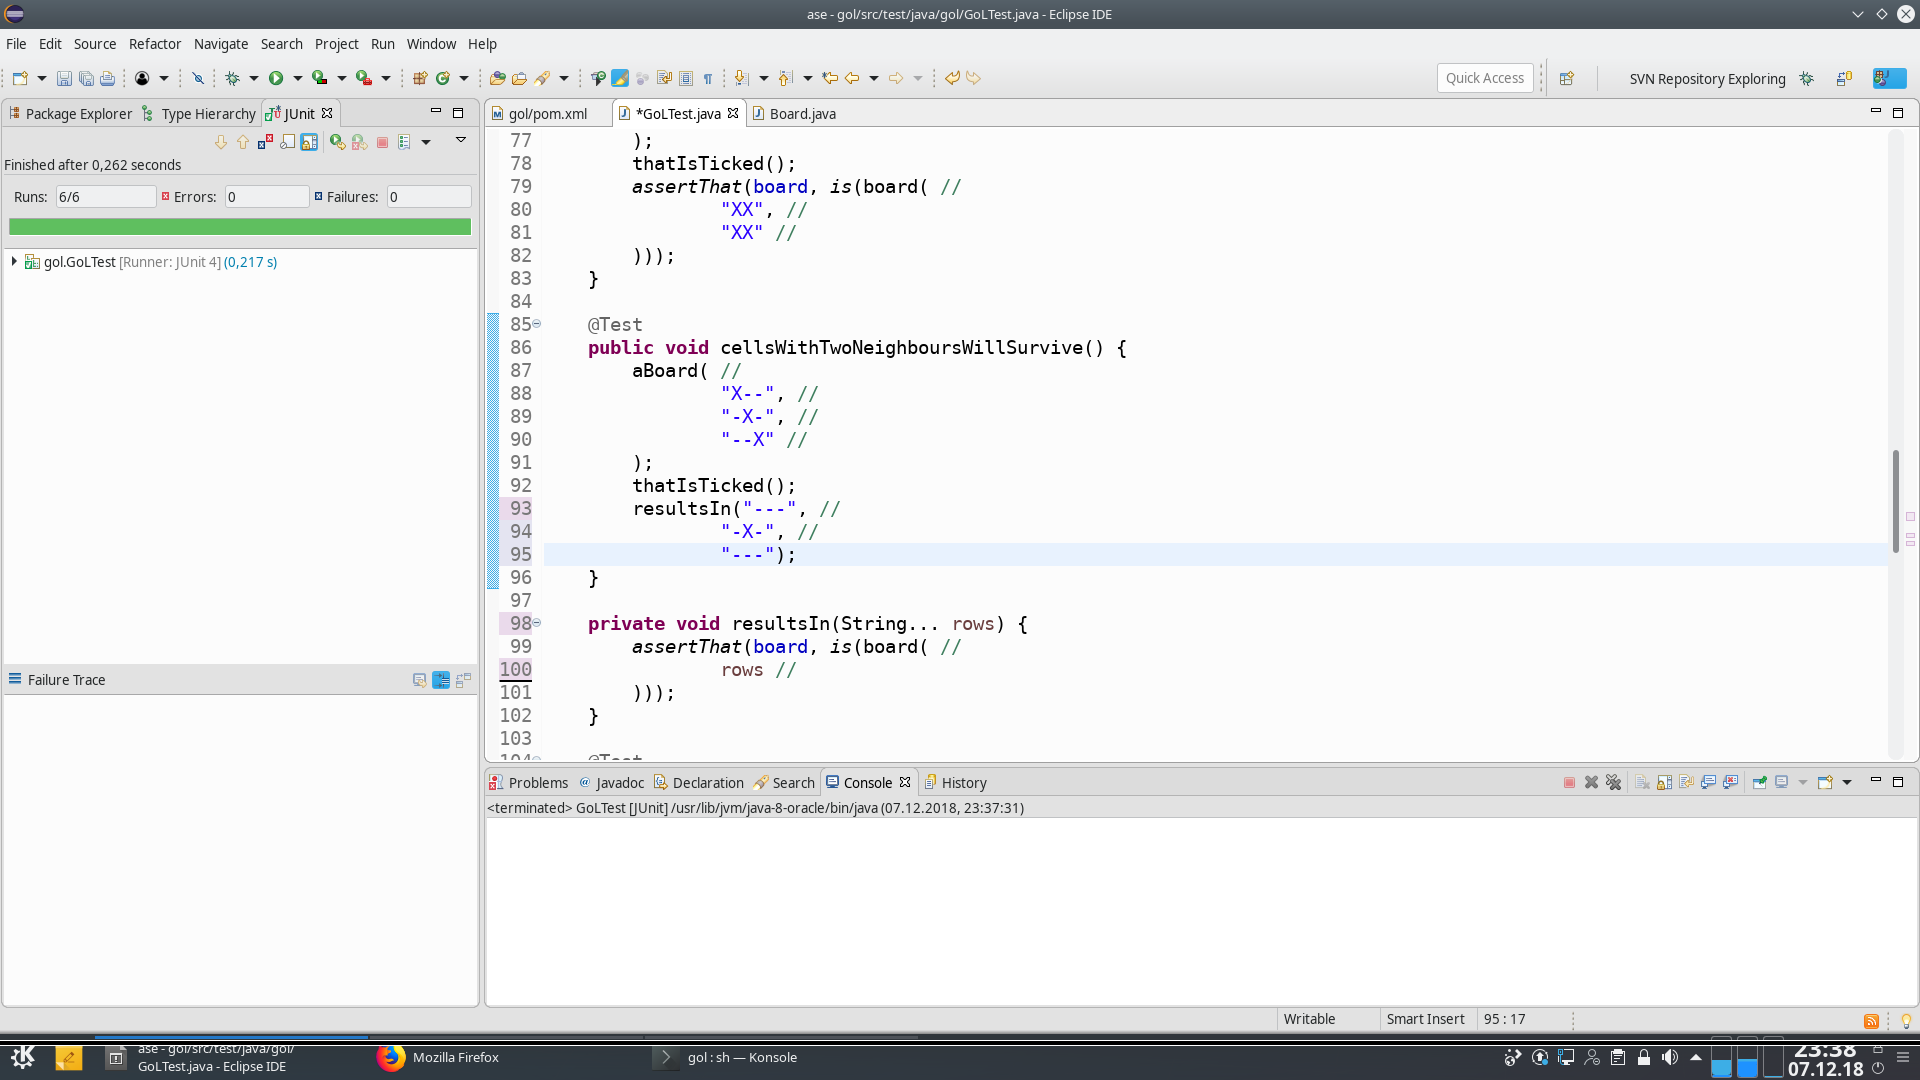 ase - gol/src/test/java/gol/GoLTest.java - Eclipse IDE
File Edit Source Refactor Navigate Search Project Run Window Help
Quick Access
SVN Repository Exploring
Package Explorer Type Hierarchy JUnit
Finished after 0,262 seconds
Runs: 6/6 Errors: 0 Failures: 0
gol.GoLTest [Runner: JUnit 4] (0,217 s)
Failure Trace
gol/pom.xml *GoLTest.java Board.java
77 );
78 thatIsTicked();
79 assertThat(board, is(board( //
80 "XX", //
81 "XX" //
82 )));
83 }
84
85 @Test
86 public void cellsWithTwoNeighboursWillSurvive() {
87 aBoard( //
88 "X--", //
89 "-X-", //
90 "--X" //
91 );
92 thatIsTicked();
93 resultsIn("---", //
94 "-X-", //
95 "---");
96 }
97
98 private void resultsIn(String... rows) {
99 assertThat(board, is(board( //
100 rows //
101 )));
102 }
103
104 @Test
Problems Javadoc Declaration Search Console History
<terminated> GoLTest [JUnit] /usr/lib/jvm/java-8-oracle/bin/java (07.12.2018, 23:37:31)
Writable Smart Insert 95 : 17
ase - gol/src/test/java/gol/
GoLTest.java - Eclipse IDE
Mozilla Firefox
gol : sh — Konsole
23:38
07.12.18